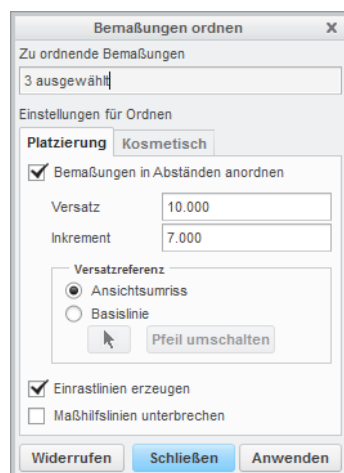 Bemaßungen ordnen
Zu ordnende Bemaßungen
3 ausgewählt
Einstellungen für Ordnen
Platzierung Kosmetisch
Bemaßungen in Abständen anordnen
Versatz 10.000
Inkrement 7.000
Versatzreferenz
Ansichtsumriss
Basislinie
Pfeil umschalten
Einrastlinien erzeugen
Maßhilfslinien unterbrechen
Widerrufen Schließen Anwenden